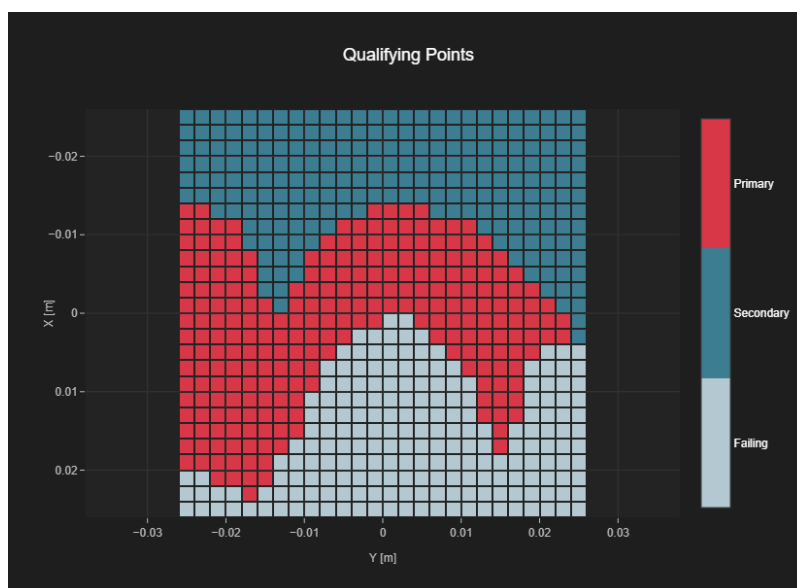 Qualifying Points
−0.02
−0.01
0
0.01
0.02
X [m]
−0.03
−0.02
−0.01
0
0.01
0.02
0.03
Y [m]
Primary
Secondary
Failing